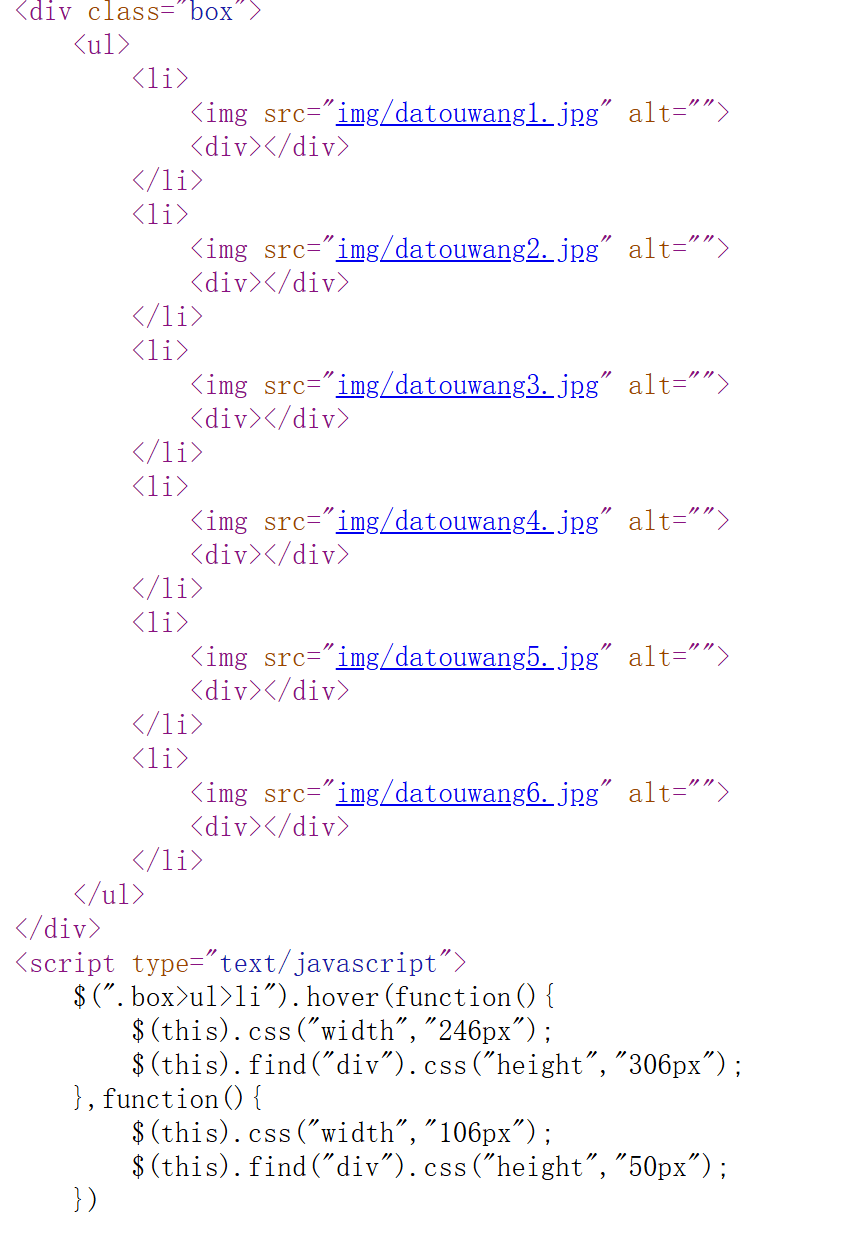 <div class="box">
    <ul>
        <li>
            <img src="img/datouwang1.jpg" alt="">
            <div></div>
        </li>
        <li>
            <img src="img/datouwang2.jpg" alt="">
            <div></div>
        </li>
        <li>
            <img src="img/datouwang3.jpg" alt="">
            <div></div>
        </li>
        <li>
            <img src="img/datouwang4.jpg" alt="">
            <div></div>
        </li>
        <li>
            <img src="img/datouwang5.jpg" alt="">
            <div></div>
        </li>
        <li>
            <img src="img/datouwang6.jpg" alt="">
            <div></div>
        </li>
    </ul>
</div>
<script type="text/javascript">
    $(".box>ul>li").hover(function(){
        $(this).css("width","246px");
        $(this).find("div").css("height","306px");
    },function(){
        $(this).css("width","106px");
        $(this).find("div").css("height","50px");
    })